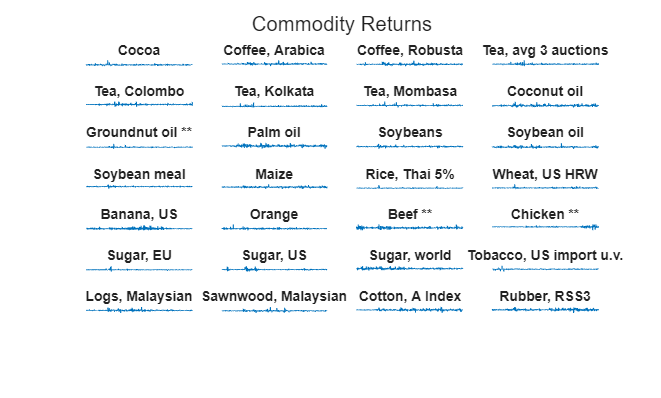 Commodity Returns
Cocoa Coffee, Arabica Coffee, Robusta Tea, avg 3 auctions
Tea, Colombo Tea, Kolkata Tea, Mombasa Coconut oil
Groundnut oil ** Palm oil Soybeans Soybean oil
Soybean meal Maize Rice, Thai 5% Wheat, US HRW
Banana, US Orange Beef ** Chicken **
Sugar, EU Sugar, US Sugar, world Tobacco, US import u.v.
Logs, Malaysian Sawnwood, Malaysian Cotton, A Index Rubber, RSS3